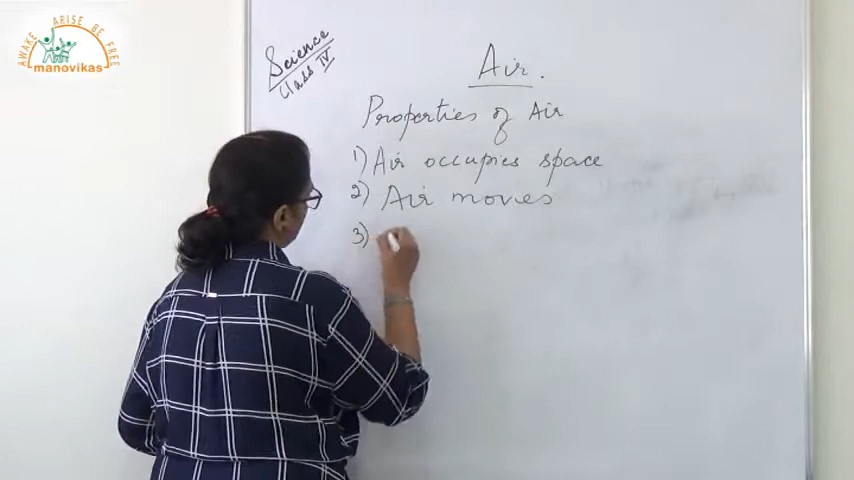 AWAKE ARISE BE FREE
manovikas
Science
Class IV
Air.
Properties of Air
1) Air occupies space
2) Air moves
3)